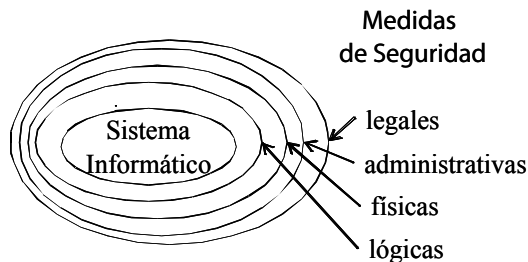 Medidas
de Seguridad
Sistema
Informático
legales
administrativas
físicas
lógicas